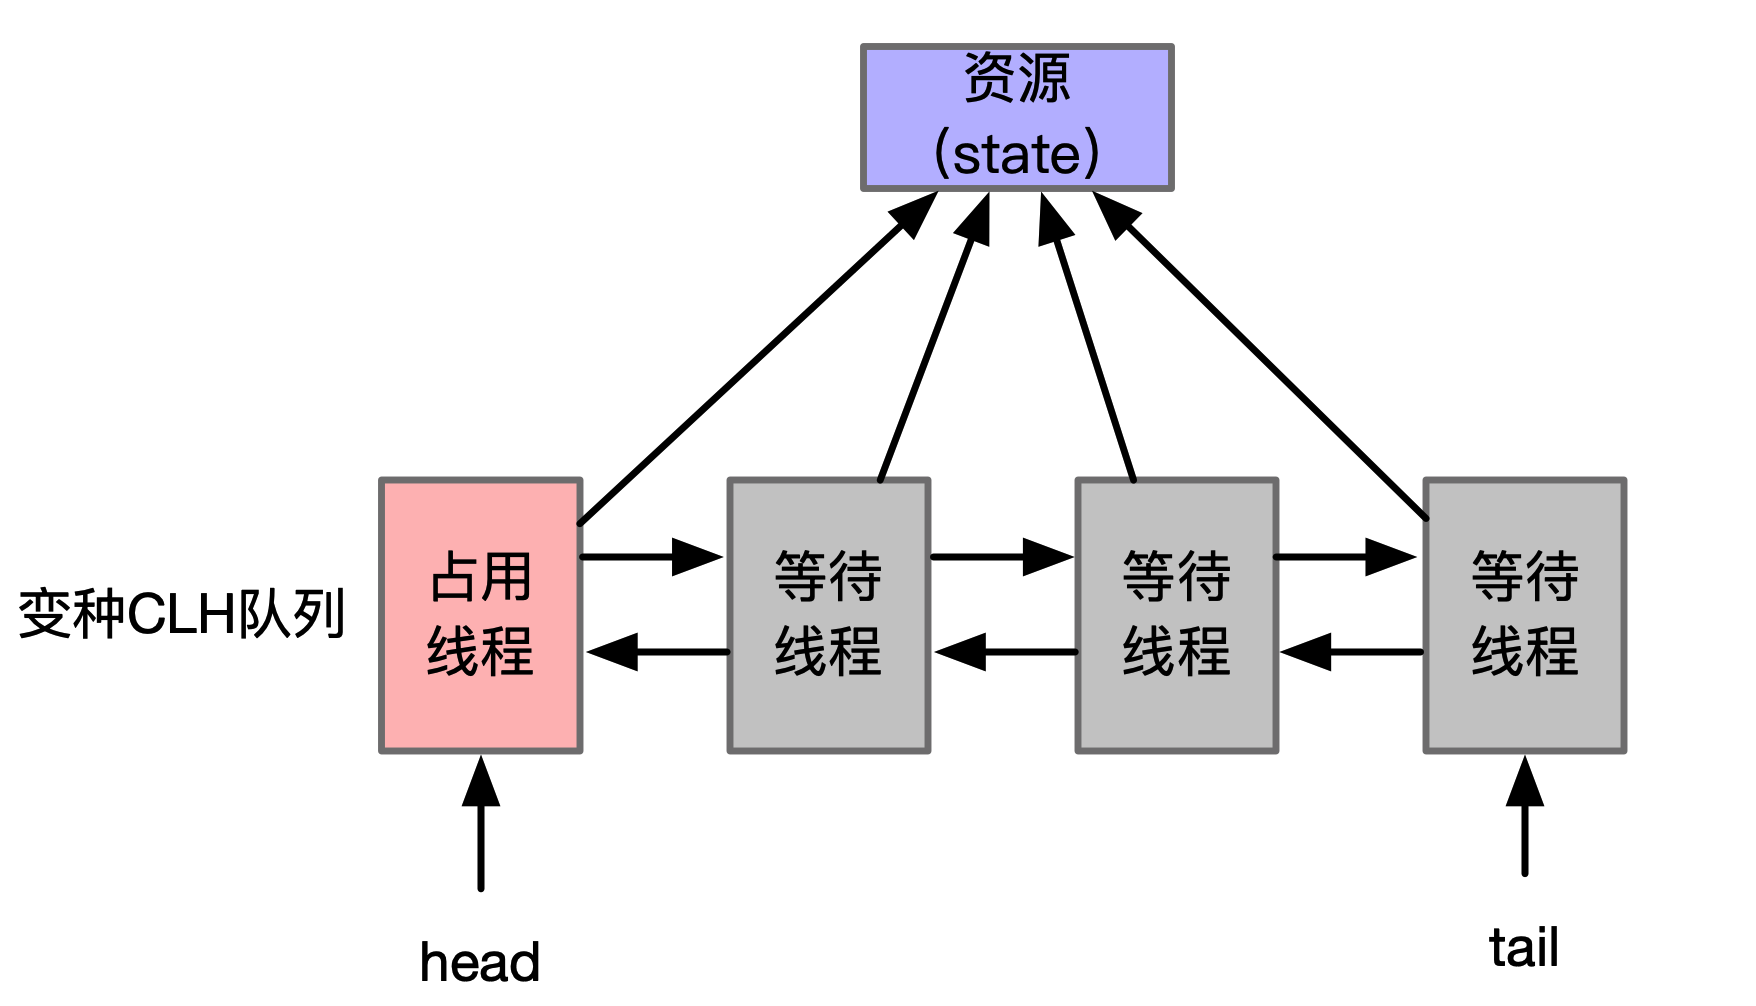 资源
(state)
变种CLH队列
占用
线程
等待
线程
等待
线程
等待
线程
head
tail